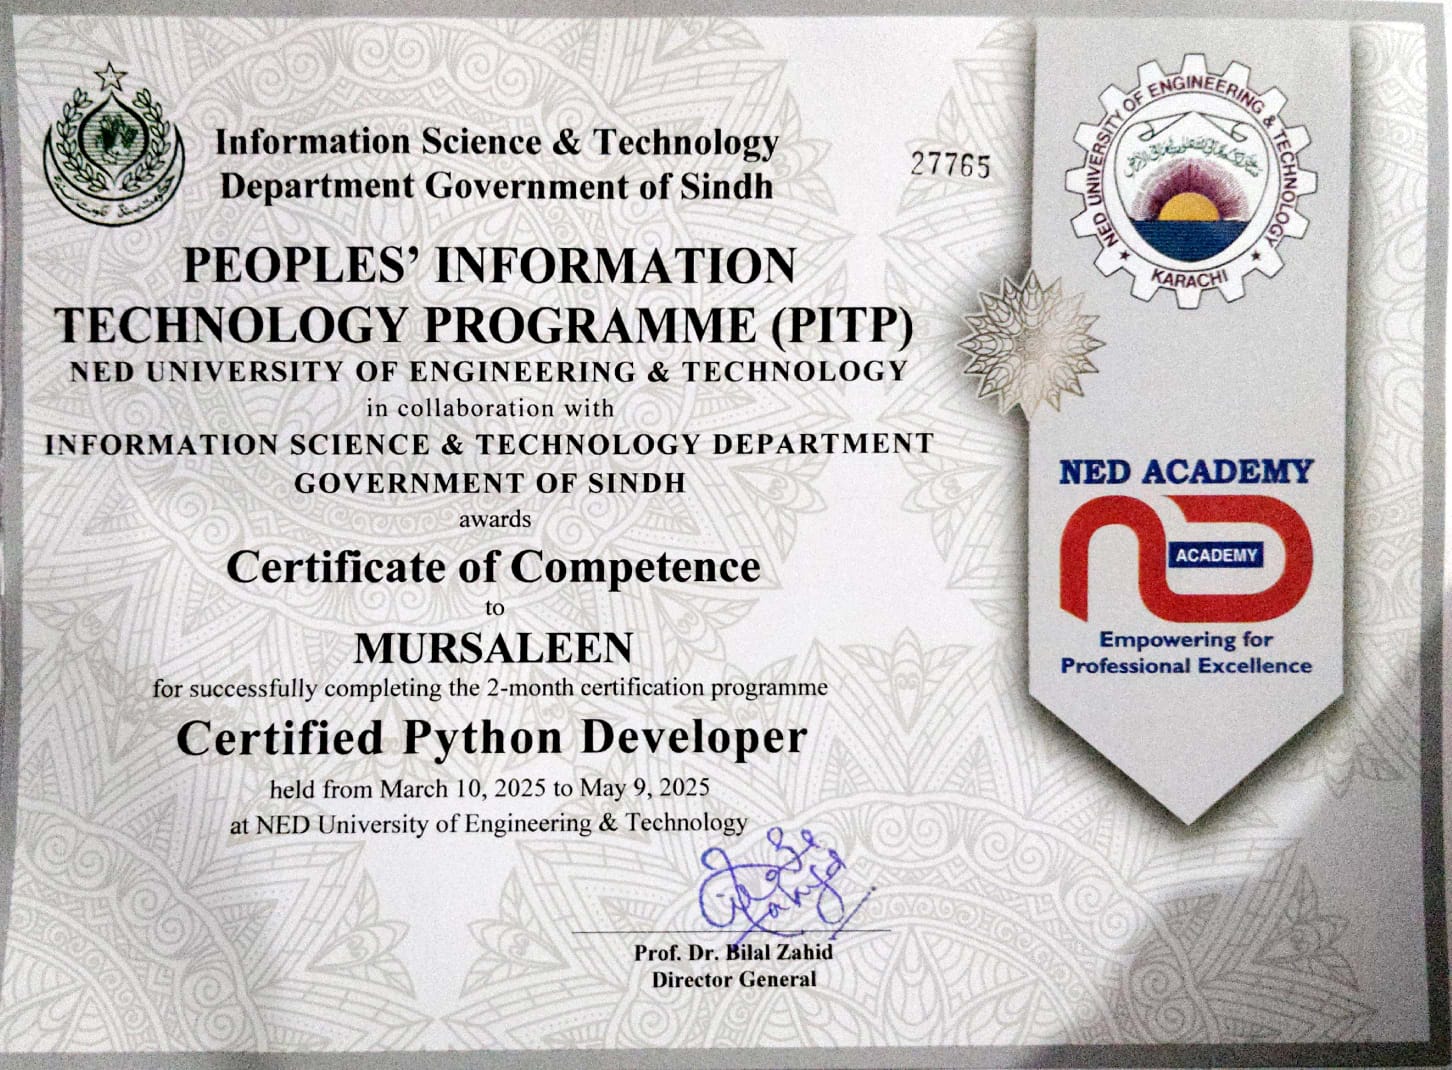 Information Science & Technology
Department Government of Sindh
27765
PEOPLES’ INFORMATION
TECHNOLOGY PROGRAMME (PITP)
NED UNIVERSITY OF ENGINEERING & TECHNOLOGY
in collaboration with
INFORMATION SCIENCE & TECHNOLOGY DEPARTMENT
GOVERNMENT OF SINDH
awards
Certificate of Competence
to
MURSALEEN
for successfully completing the 2-month certification programme
Certified Python Developer
held from March 10, 2025 to May 9, 2025
at NED University of Engineering & Technology
Prof. Dr. Bilal Zahid
Director General
NED UNIVERSITY OF ENGINEERING & TECHNOLOGY
KARACHI
NED ACADEMY
ACADEMY
Empowering for
Professional Excellence